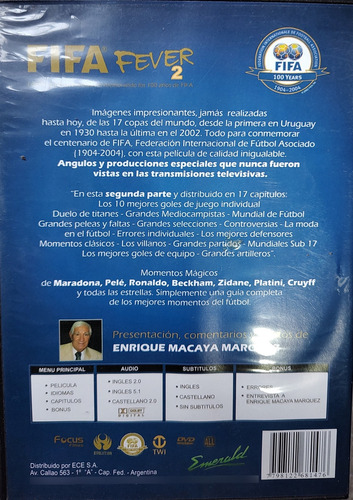 FIFA FEVER
2
FIFA
100 YEARS
1904-2004
Imágenes impresionantes, jamás realizadas
hasta hoy, de las 17 copas del mundo, desde la primera en Uruguay
en 1930 hasta la última en el 2002. Todo para conmemorar
el centenario de FIFA, Federación Internacional de Fútbol Asociado
(1904-2004), con esta película de calidad inigualable.
Angulos y producciones especiales que nunca fueron
vistas en las transmisiones televisivas.
"En esta segunda parte y distribuido en 17 capítulos:
Los 10 mejores goles de juego individual
Duelo de titanes - Grandes Mediocampistas - Mundial de Fútbol
Grandes peleas y faltas - Grandes selecciones - Controversias - La moda
en el fútbol - Errores individuales - Los mejores defensores
Momentos clásicos - Los villanos - Grandes partidos - Mundiales Sub 17
Los mejores goles de equipo - Grandes artilleros".
Momentos Mágicos
de Maradona, Pelé, Ronaldo, Beckham, Zidane, Platini, Cruyff
y todas las estrellas. Simplemente una guía completa
de los mejores momentos del fútbol.
Presentación, comentarios de
ENRIQUE MACAYA MARQUEZ
MENU PRINCIPAL
AUDIO
SUBTITULOS
BONUS
• PELICULA
• IDIOMAS
• CAPITULOS
• BONUS
• INGLES 2.0
• INGLES 5.1
• CASTELLANO 2.0
DOLBY DIGITAL
• INGLES
• CASTELLANO
• SIN SUBTITULOS
• ERRORES
• ENTREVISTA A
ENRIQUE MACAYA MARQUEZ
Focus
FIFA
TWI
DVD
Emerald
Distribuido por ECE S.A.
Av. Callao 563 - 1º "A" - Cap. Fed. - Argentina
7798122681476